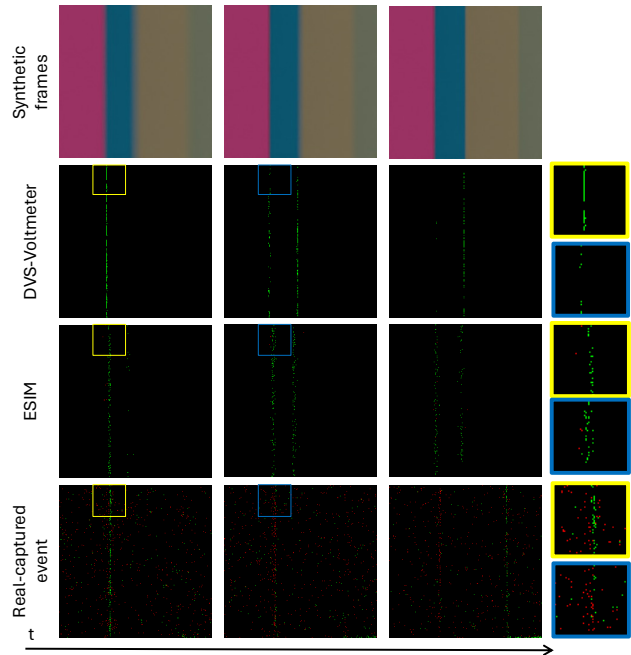 Synthetic
frames
DVS-Voltmeter
ESIM
Real-captured
event
t